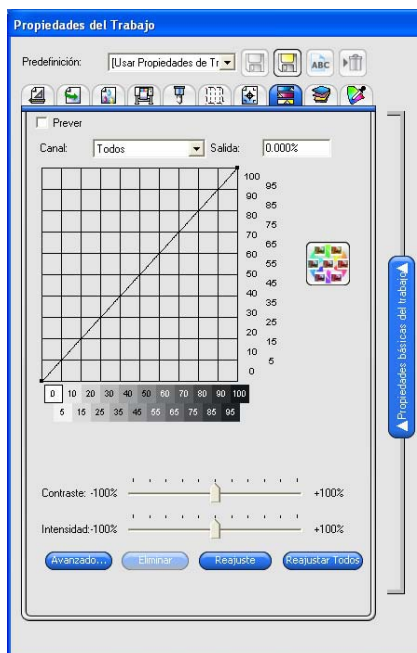 Propiedades del Trabajo
Predefinición: [Usar Propiedades de Tr
ABC
Prever
Canal: Todos Salida: 0.000%
100
95
90
85
80
75
70
65
60
55
50
45
40
35
30
25
20
15
10
5
0
0 10 20 30 40 50 60 70 80 90 100
5 15 25 35 45 55 65 75 85 95
Contraste: -100% +100%
Intensidad:-100% +100%
Avanzado... Eliminar Reajuste Reajustar Todos
Propiedades básicas del trabajo